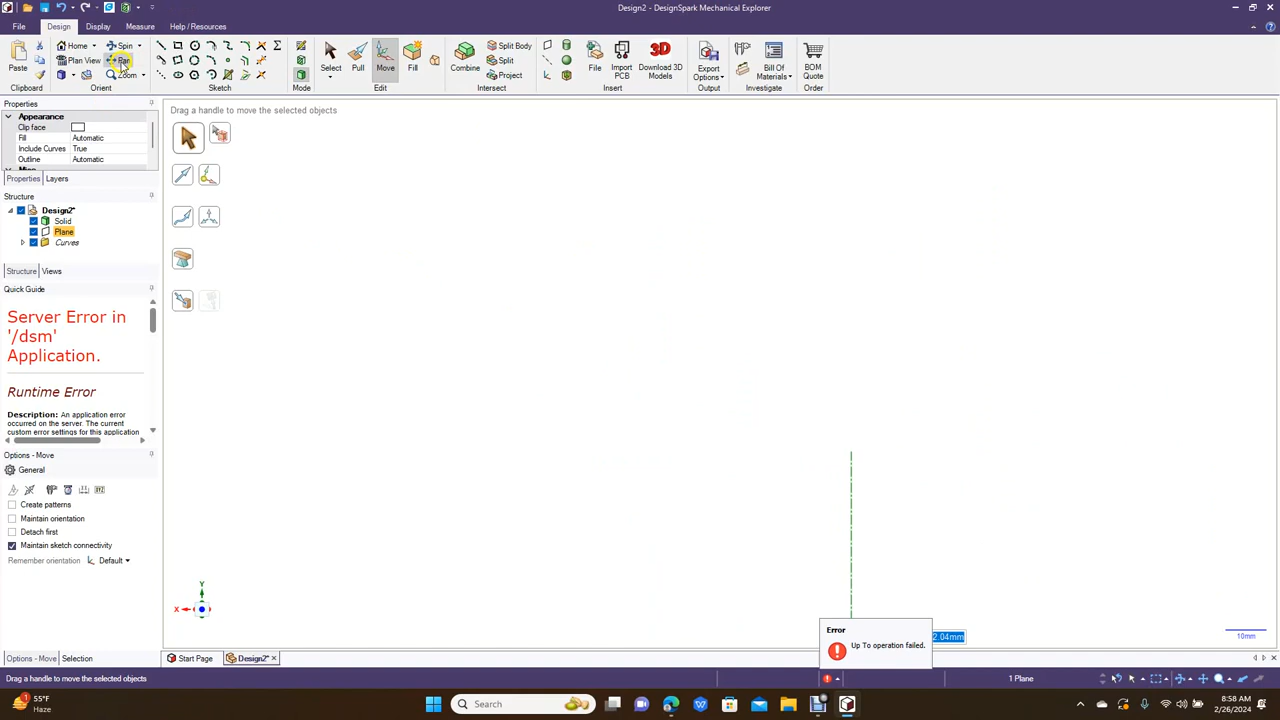 Design2* - DesignSpark Mechanical Explorer
File Design Display Measure Help / Resources
Paste
Home Spin
Plan View Pan
Zoom
Select Pull Move Fill
Combine Split Body
Split
Project
File Import PCB Download 3D Models
3D
Export Options Bill Of Materials BOM Quote
Clipboard Orient Sketch Mode Edit Intersect Insert Output Investigate Order
Properties
Appearance
Clip face
Fill Automatic
Include Curves True
Outline Automatic
Properties Layers
Structure
Design2*
Solid
Plane
Curves
Structure Views
Quick Guide
Server Error in
'/dsm'
Application.
Runtime Error
Description: An application error
occurred on the server. The current
custom error settings for this application
Options - Move
General
Create patterns
Maintain orientation
Detach first
Maintain sketch connectivity
Remember orientation Default
Options - Move Selection
Drag a handle to move the selected objects
Y
X
Error
Up To operation failed.
2.04mm
10mm
Start Page Design2*
Drag a handle to move the selected objects
1 Plane
55°F
Haze
Search
8:58 AM
2/26/2024